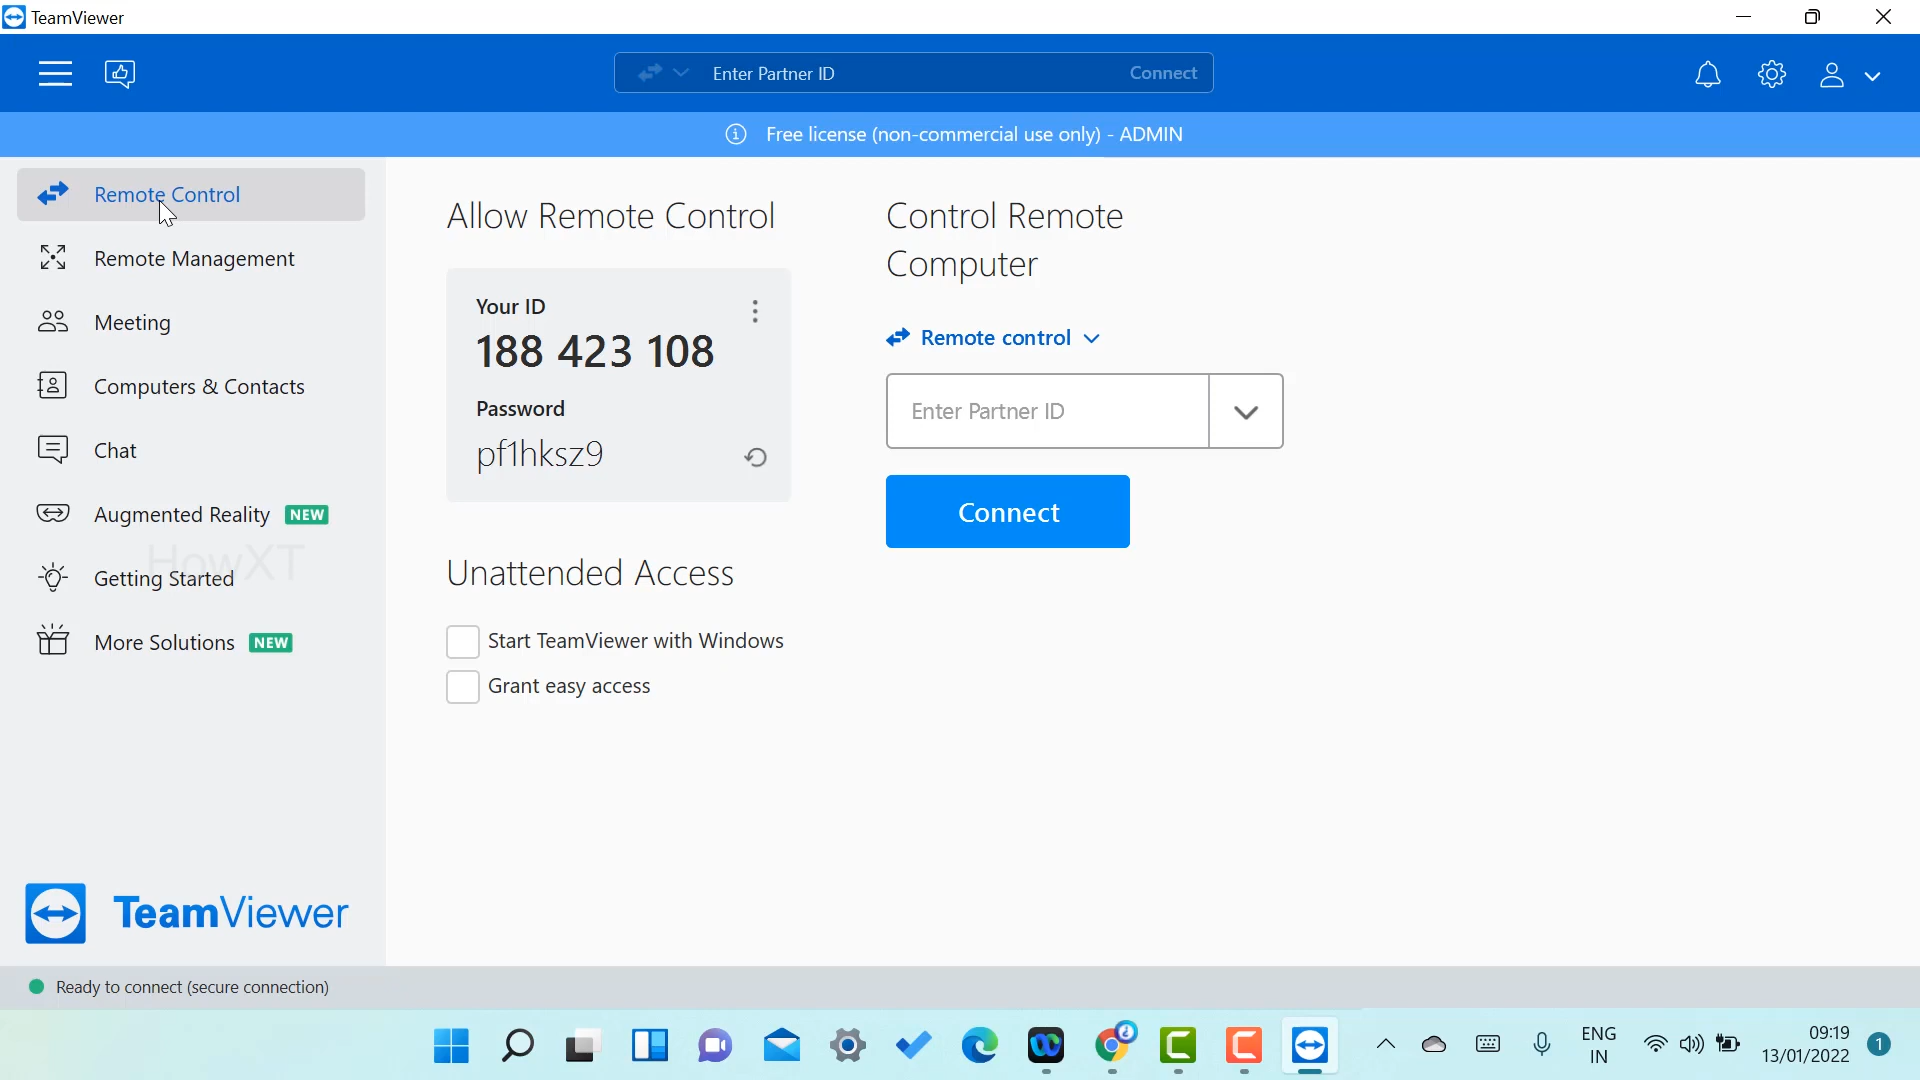 TeamViewer
Enter Partner ID
Connect
Free license (non-commercial use only) - ADMIN
Remote Control
Remote Management
Meeting
Computers & Contacts
Chat
Augmented Reality NEW
HowXT
Getting Started
More Solutions NEW
TeamViewer
Allow Remote Control
Your ID
188 423 108
Password
pf1hksz9
Unattended Access
Start TeamViewer with Windows
Grant easy access
Control Remote
Computer
Remote control
Enter Partner ID
Connect
Ready to connect (secure connection)
ENG
IN
09:19
13/01/2022
1